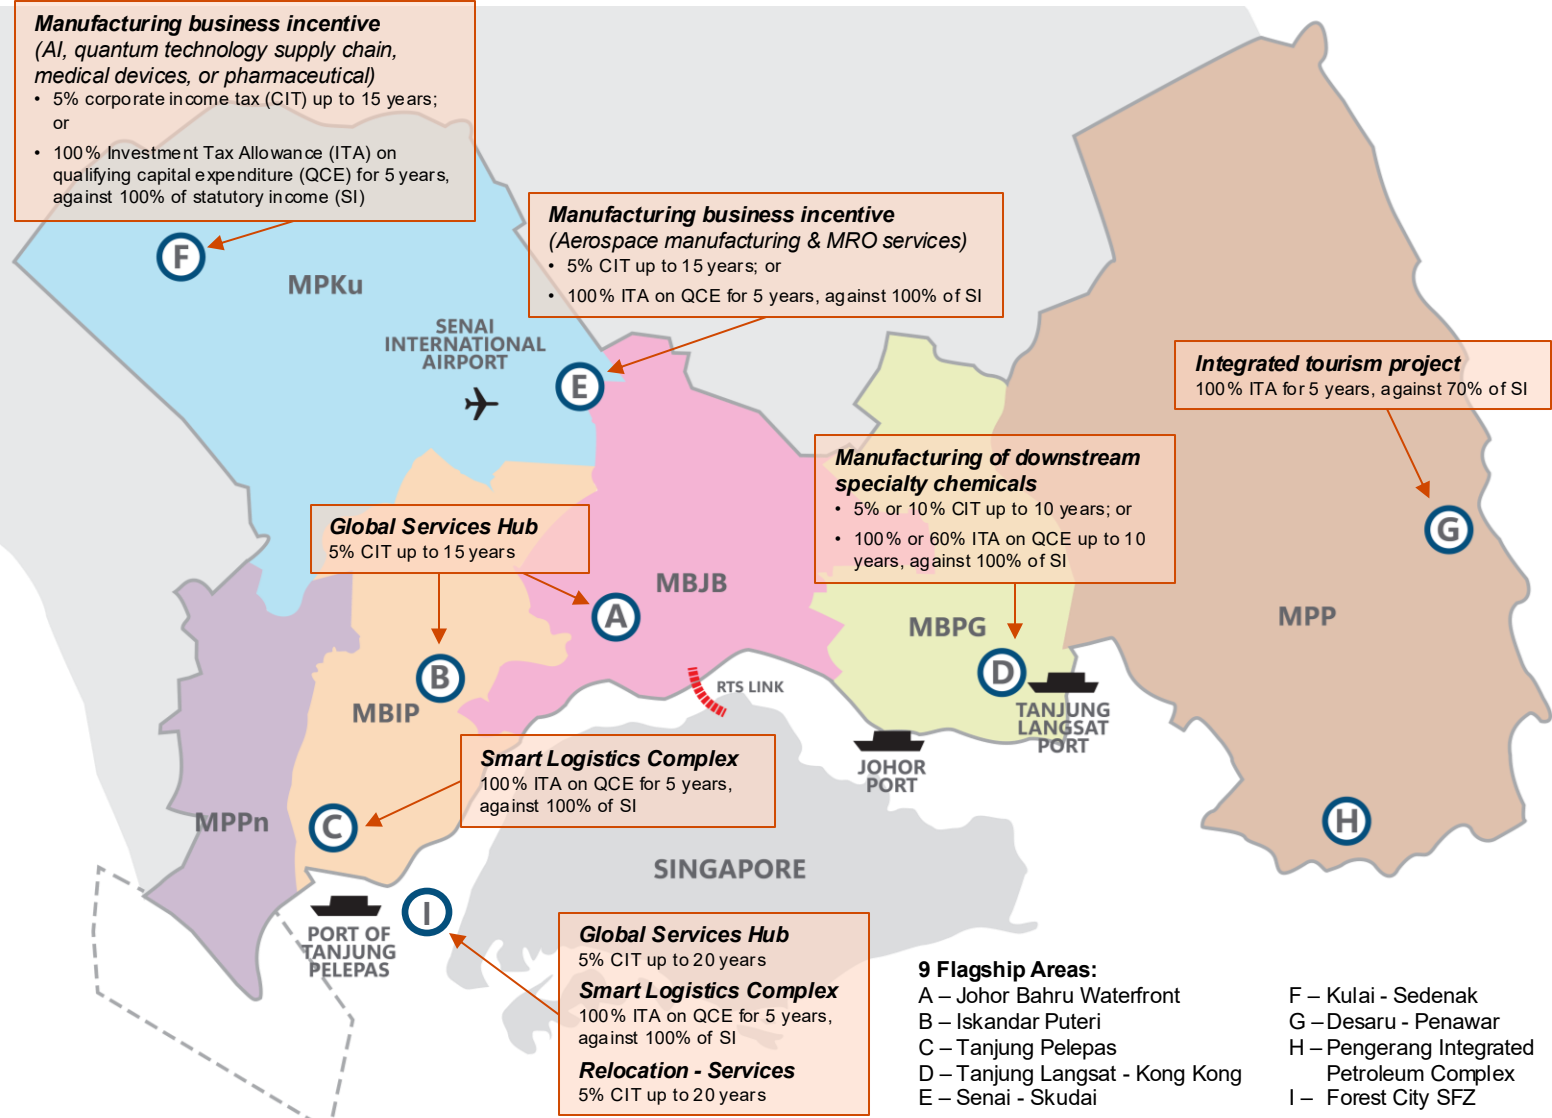 Manufacturing business incentive
(AI, quantum technology supply chain,
medical devices, or pharmaceutical)
• 5% corporate income tax (CIT) up to 15 years;
or
• 100% Investment Tax Allowance (ITA) on
qualifying capital expenditure (QCE) for 5 years,
against 100% of statutory income (SI)
F
MPKu
Manufacturing business incentive
(Aerospace manufacturing & MRO services)
• 5% CIT up to 15 years; or
• 100% ITA on QCE for 5 years, against 100% of SI
SENAI
INTERNATIONAL
AIRPORT
E
Integrated tourism project
100% ITA for 5 years, against 70% of SI
G
Manufacturing of downstream
specialty chemicals
• 5% or 10% CIT up to 10 years; or
• 100% or 60% ITA on QCE up to 10
years, against 100% of SI
Global Services Hub
5% CIT up to 15 years
MBJB
A
B
MBIP
MBPG
D
MPP
RTS LINK
TANJUNG
LANGSAT
PORT
JOHOR
PORT
Smart Logistics Complex
100% ITA on QCE for 5 years,
against 100% of SI
MPPn
C
H
SINGAPORE
I
PORT OF
TANJUNG
PELEPAS
Global Services Hub
5% CIT up to 20 years
Smart Logistics Complex
100% ITA on QCE for 5 years,
against 100% of SI
Relocation - Services
5% CIT up to 20 years
9 Flagship Areas:
A – Johor Bahru Waterfront
B – Iskandar Puteri
C – Tanjung Pelepas
D – Tanjung Langsat - Kong Kong
E – Senai - Skudai
F – Kulai - Sedenak
G – Desaru - Penawar
H – Pengerang Integrated
Petroleum Complex
I – Forest City SFZ